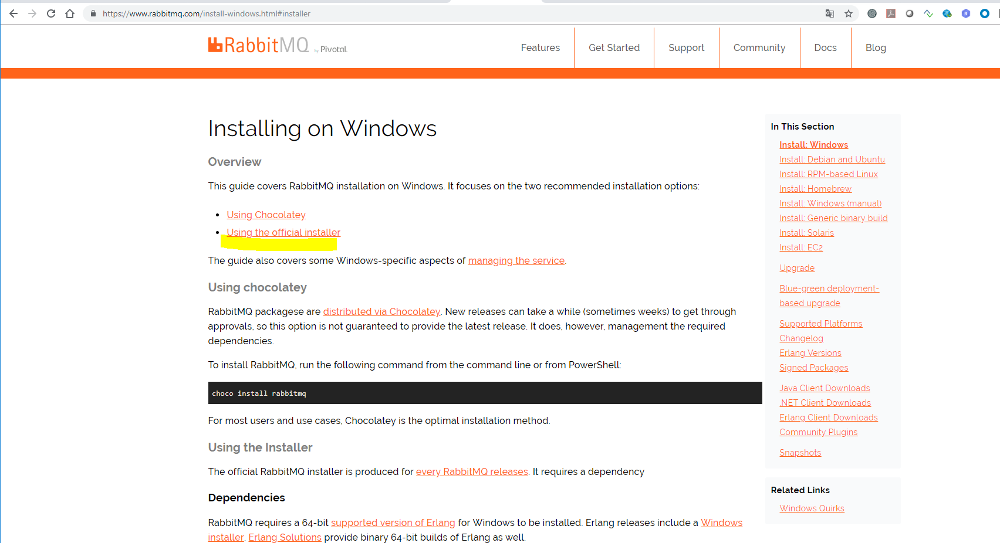 https://www.rabbitmq.com/install-windows.html#installer
RabbitMQ by Pivotal.
Features
Get Started
Support
Community
Docs
Blog
Installing on Windows
Overview
This guide covers RabbitMQ installation on Windows. It focuses on the two recommended installation options:
Using Chocolatey
Using the official installer
The guide also covers some Windows-specific aspects of managing the service.
Using chocolatey
RabbitMQ packagese are distributed via Chocolatey. New releases can take a while (sometimes weeks) to get through
approvals, so this option is not guaranteed to provide the latest release. It does, however, management the required
dependencies.
To install RabbitMQ, run the following command from the command line or from PowerShell:
choco install rabbitmq
For most users and use cases, Chocolatey is the optimal installation method.
Using the Installer
The official RabbitMQ installer is produced for every RabbitMQ releases. It requires a dependency
Dependencies
RabbitMQ requires a 64-bit supported version of Erlang for Windows to be installed. Erlang releases include a Windows
installer. Erlang Solutions provide binary 64-bit builds of Erlang as well.
In This Section
Install: Windows
Install: Debian and Ubuntu
Install: RPM-based Linux
Install: Homebrew
Install: Windows (manual)
Install: Generic binary build
Install: Solaris
Install: EC2
Upgrade
Blue-green deployment-
based upgrade
Supported Platforms
Changelog
Erlang Versions
Signed Packages
Java Client Downloads
.NET Client Downloads
Erlang Client Downloads
Community Plugins
Snapshots
Related Links
Windows Quirks